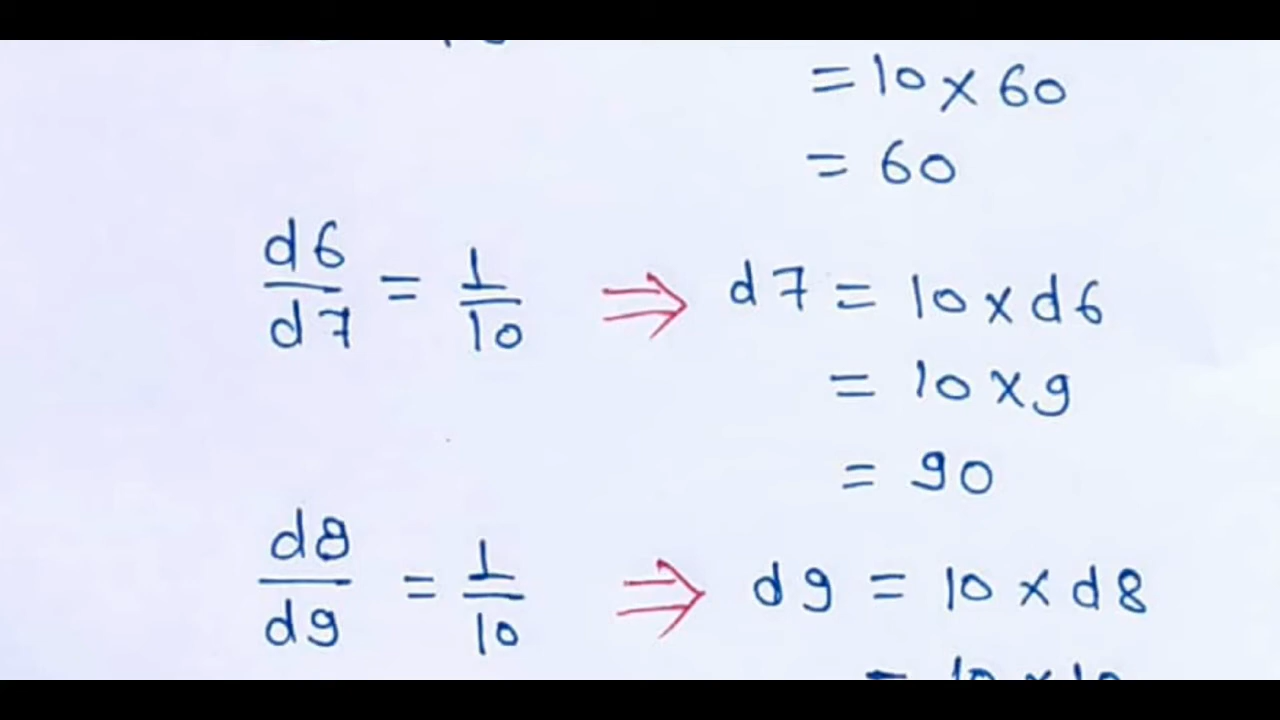 = 10 × 60
= 60
d6/d7 = 1/10 ⇒ d7 = 10 × d6
= 10 × 9
= 90
d8/d9 = 1/10 ⇒ d9 = 10 × d8